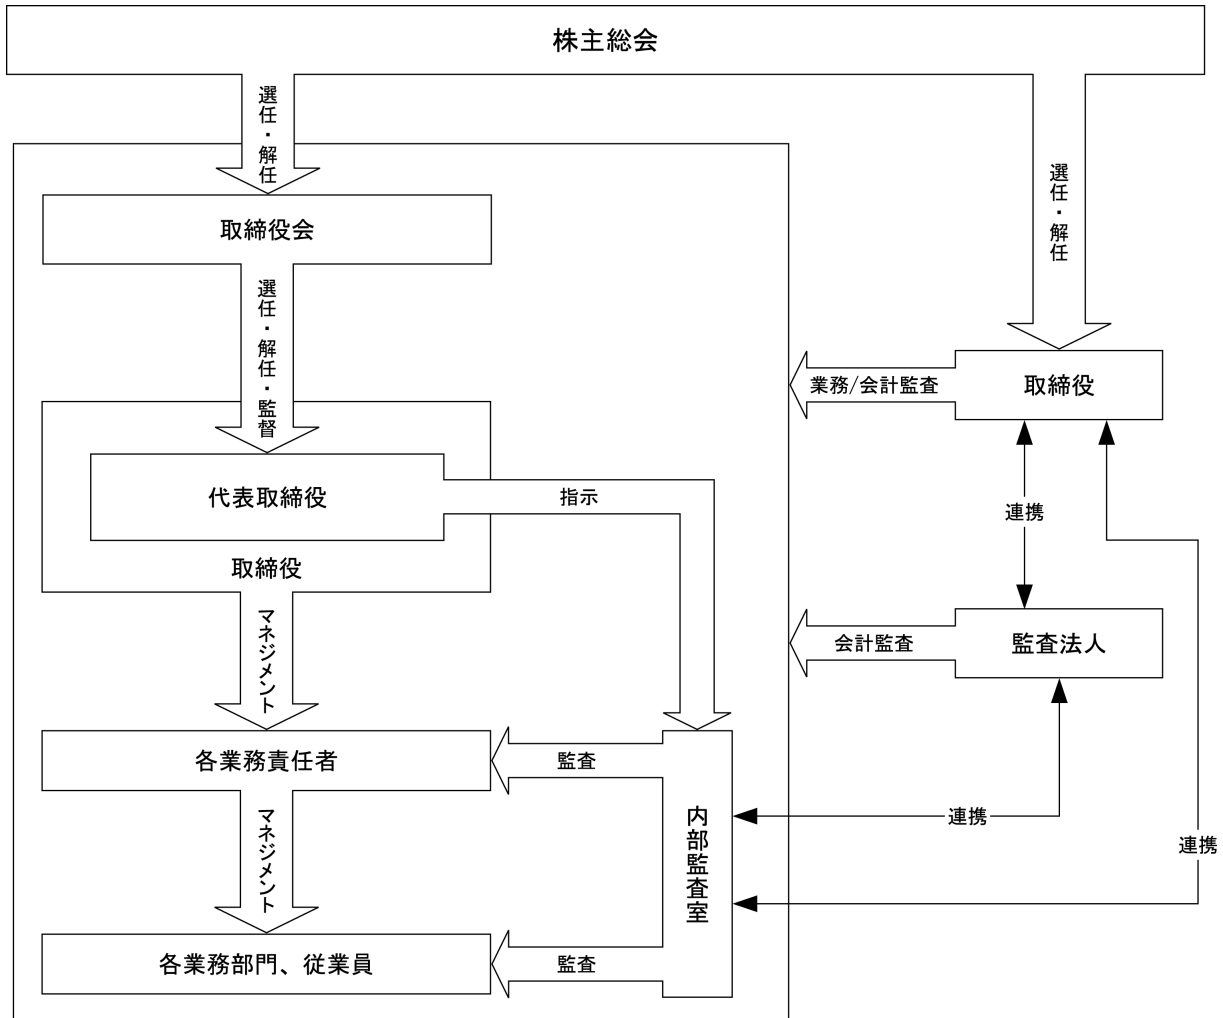 株主総会
選任・解任
選任・解任
取締役会
選任・解任・監督
取締役
業務/会計監査
代表取締役
指示
連携
取締役
マネジメント
監査法人
会計監査
各業務責任者
監査
マネジメント
内部監査室
連携
連携
各業務部門、従業員
監査